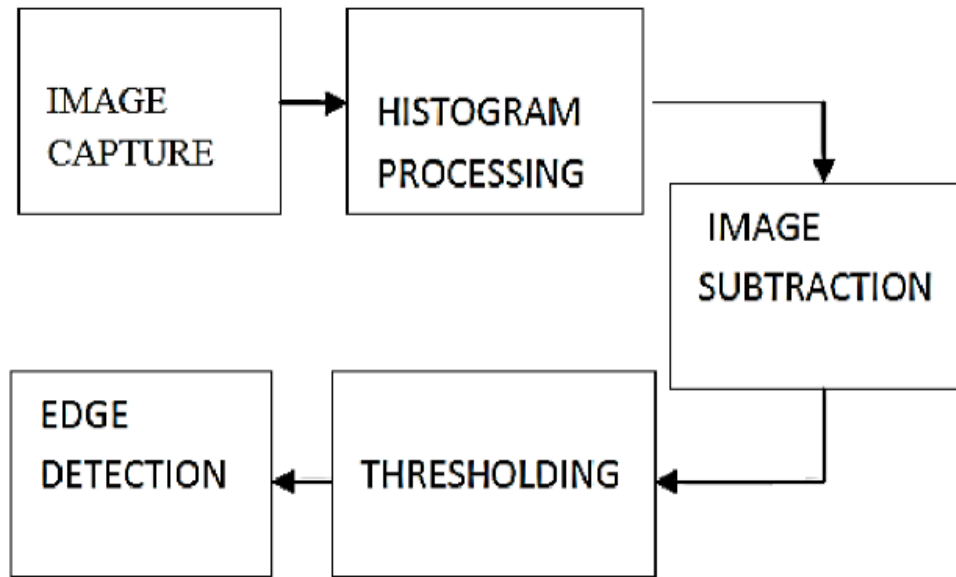 IMAGE
CAPTURE
HISTOGRAM
PROCESSING
IMAGE
SUBTRACTION
THRESHOLDING
EDGE
DETECTION